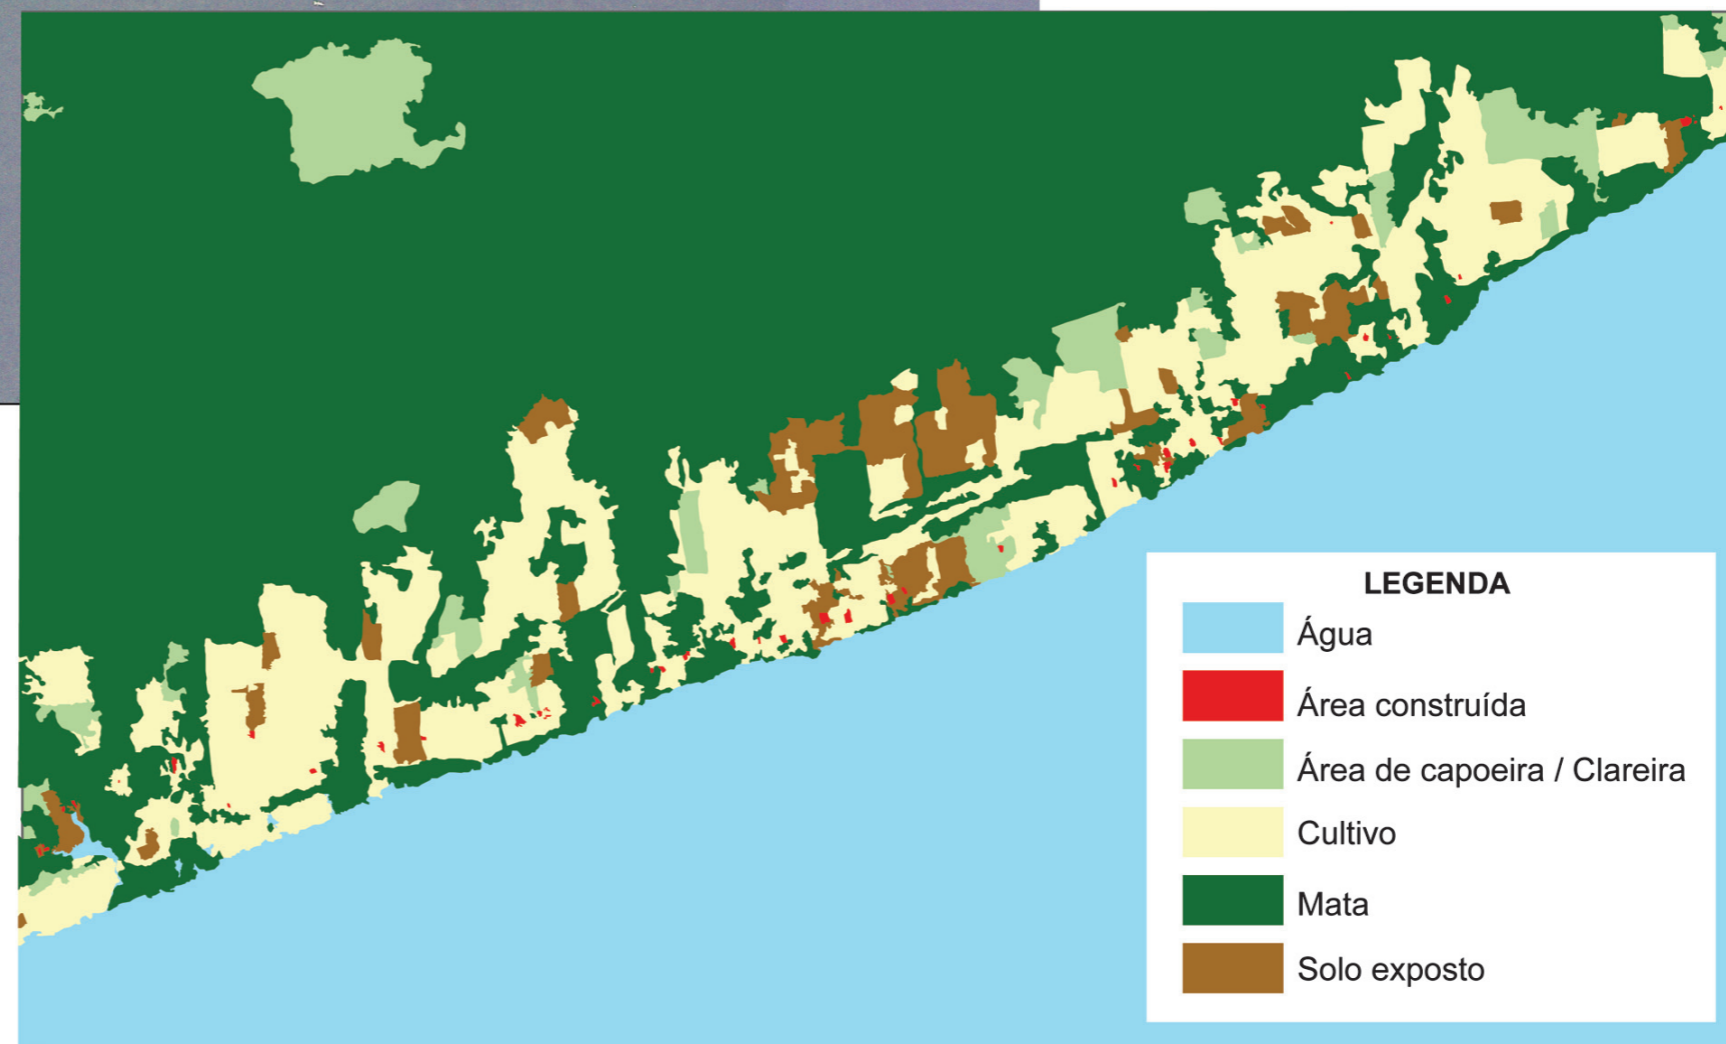 LEGENDA
Água
Área construída
Área de capoeira / Clareira
Cultivo
Mata
Solo exposto